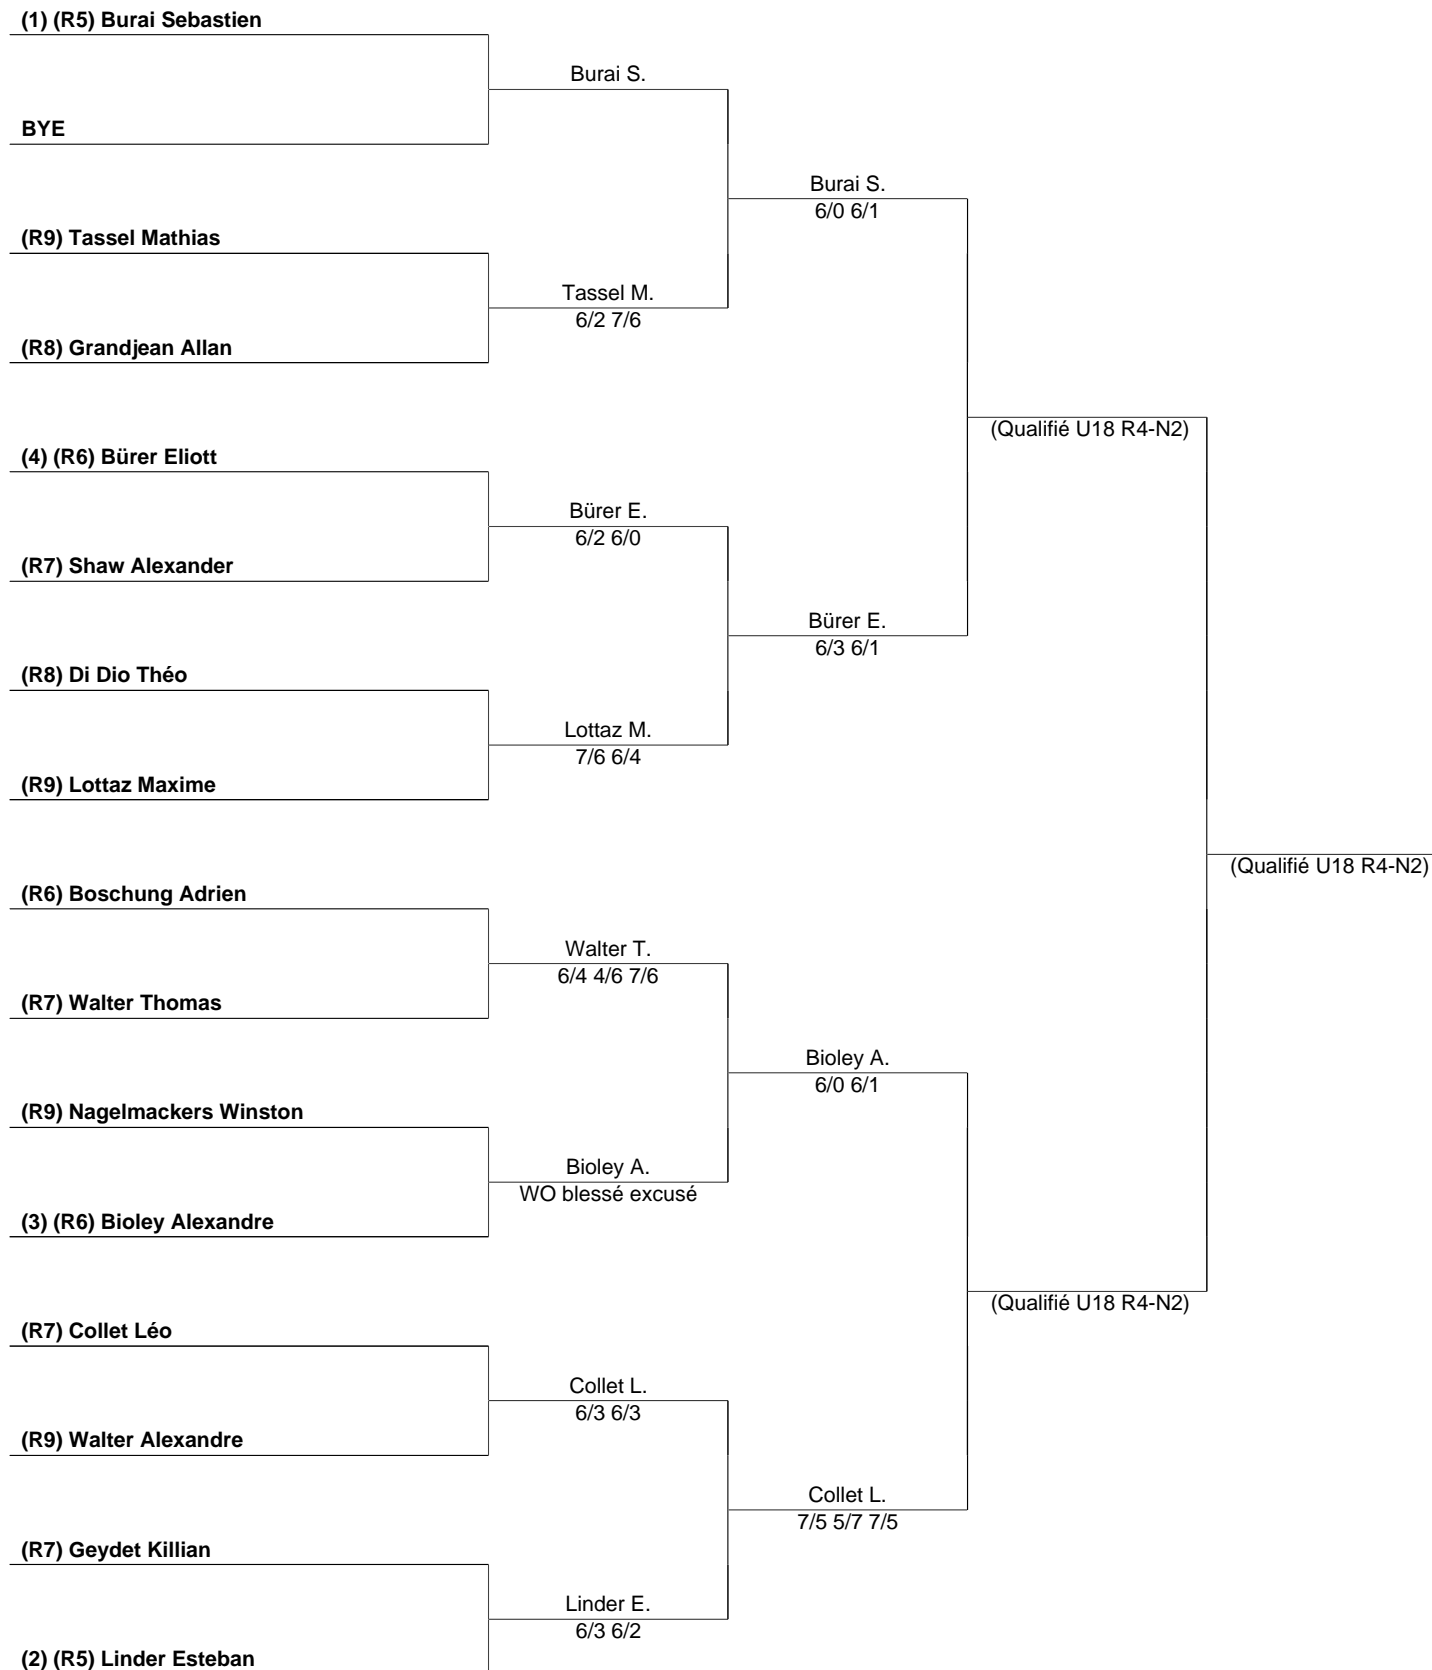 (1) (R5) Burai Sebastien
Burai S.
BYE
Burai S.
6/0 6/1
(R9) Tassel Mathias
Tassel M.
6/2 7/6
(R8) Grandjean Allan
(Qualifié U18 R4-N2)
(4) (R6) Bürer Eliott
Bürer E.
6/2 6/0
(R7) Shaw Alexander
Bürer E.
6/3 6/1
(R8) Di Dio Théo
Lottaz M.
7/6 6/4
(R9) Lottaz Maxime
(Qualifié U18 R4-N2)
(R6) Boschung Adrien
Walter T.
6/4 4/6 7/6
(R7) Walter Thomas
Bioley A.
6/0 6/1
(R9) Nagelmackers Winston
Bioley A.
WO blessé excusé
(3) (R6) Bioley Alexandre
(Qualifié U18 R4-N2)
(R7) Collet Léo
Collet L.
6/3 6/3
(R9) Walter Alexandre
Collet L.
7/5 5/7 7/5
(R7) Geydet Killian
Linder E.
6/3 6/2
(2) (R5) Linder Esteban